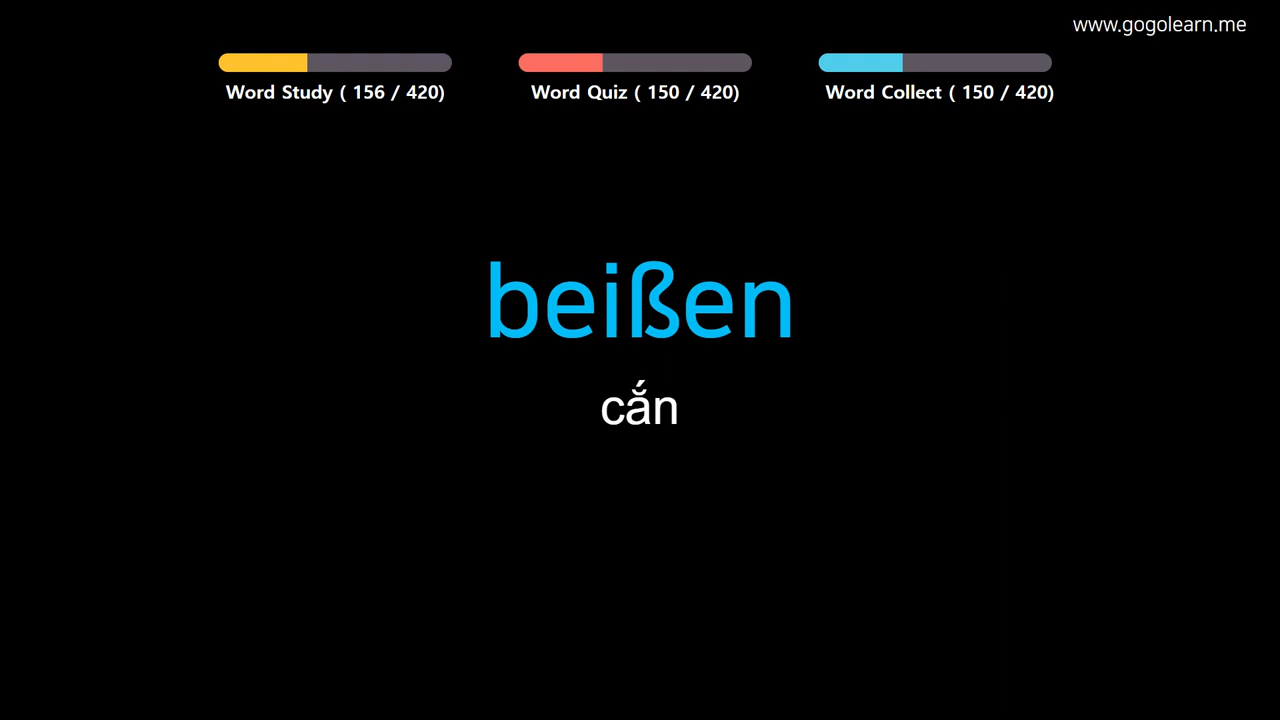 www.gogolearn.me
Word Study ( 156 / 420)
Word Quiz ( 150 / 420)
Word Collect ( 150 / 420)
beißen
cắn